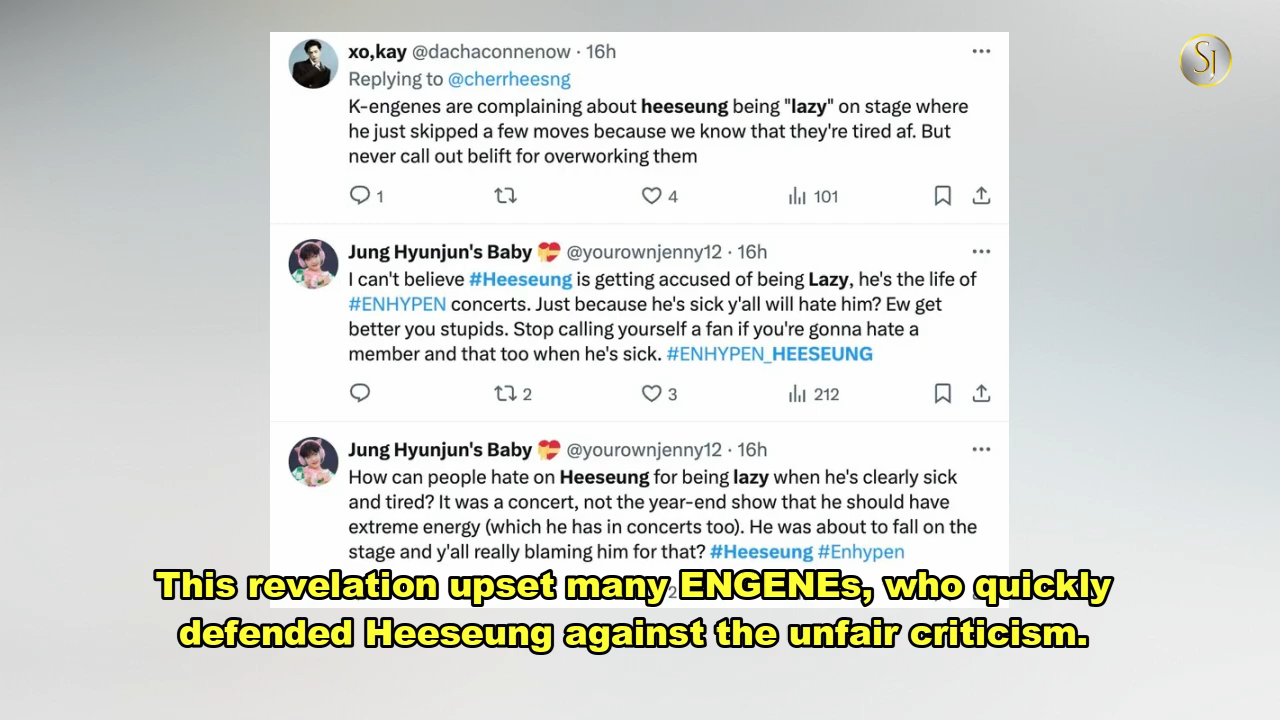 xo,kay @dachaconnenow · 16h
SJ
Replying to @cherrheesng
K-engenes are complaining about heeseung being "lazy" on stage where
he just skipped a few moves because we know that they're tired af. But
never call out belift for overworking them
1 4 101
Jung Hyunjun's Baby 💝 @yourownjenny12 · 16h
I can't believe #Heeseung is getting accused of being Lazy, he's the life of
#ENHYPEN concerts. Just because he's sick y'all will hate him? Ew get
better you stupids. Stop calling yourself a fan if you're gonna hate a
member and that too when he's sick. #ENHYPEN_HEESEUNG
2 3 212
Jung Hyunjun's Baby 💝 @yourownjenny12 · 16h
How can people hate on Heeseung for being lazy when he's clearly sick
and tired? It was a concert, not the year-end show that he should have
extreme energy (which he has in concerts too). He was about to fall on the
stage and y'all really blaming him for that? #Heeseung #Enhypen
This revelation upset many ENGENEs, who quickly
defended Heeseung against the unfair criticism.